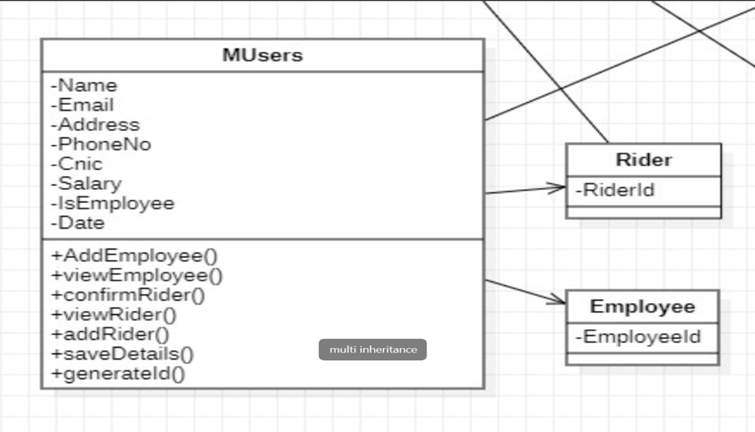 MUsers
-Name
-Email
-Address
-PhoneNo
-Cnic
-Salary
-IsEmployee
-Date
+AddEmployee()
+viewEmployee()
+confirmRider()
+viewRider()
+addRider()
+saveDetails()
+generateId()
multi inheritance
Rider
-RiderId
Employee
-EmployeeId